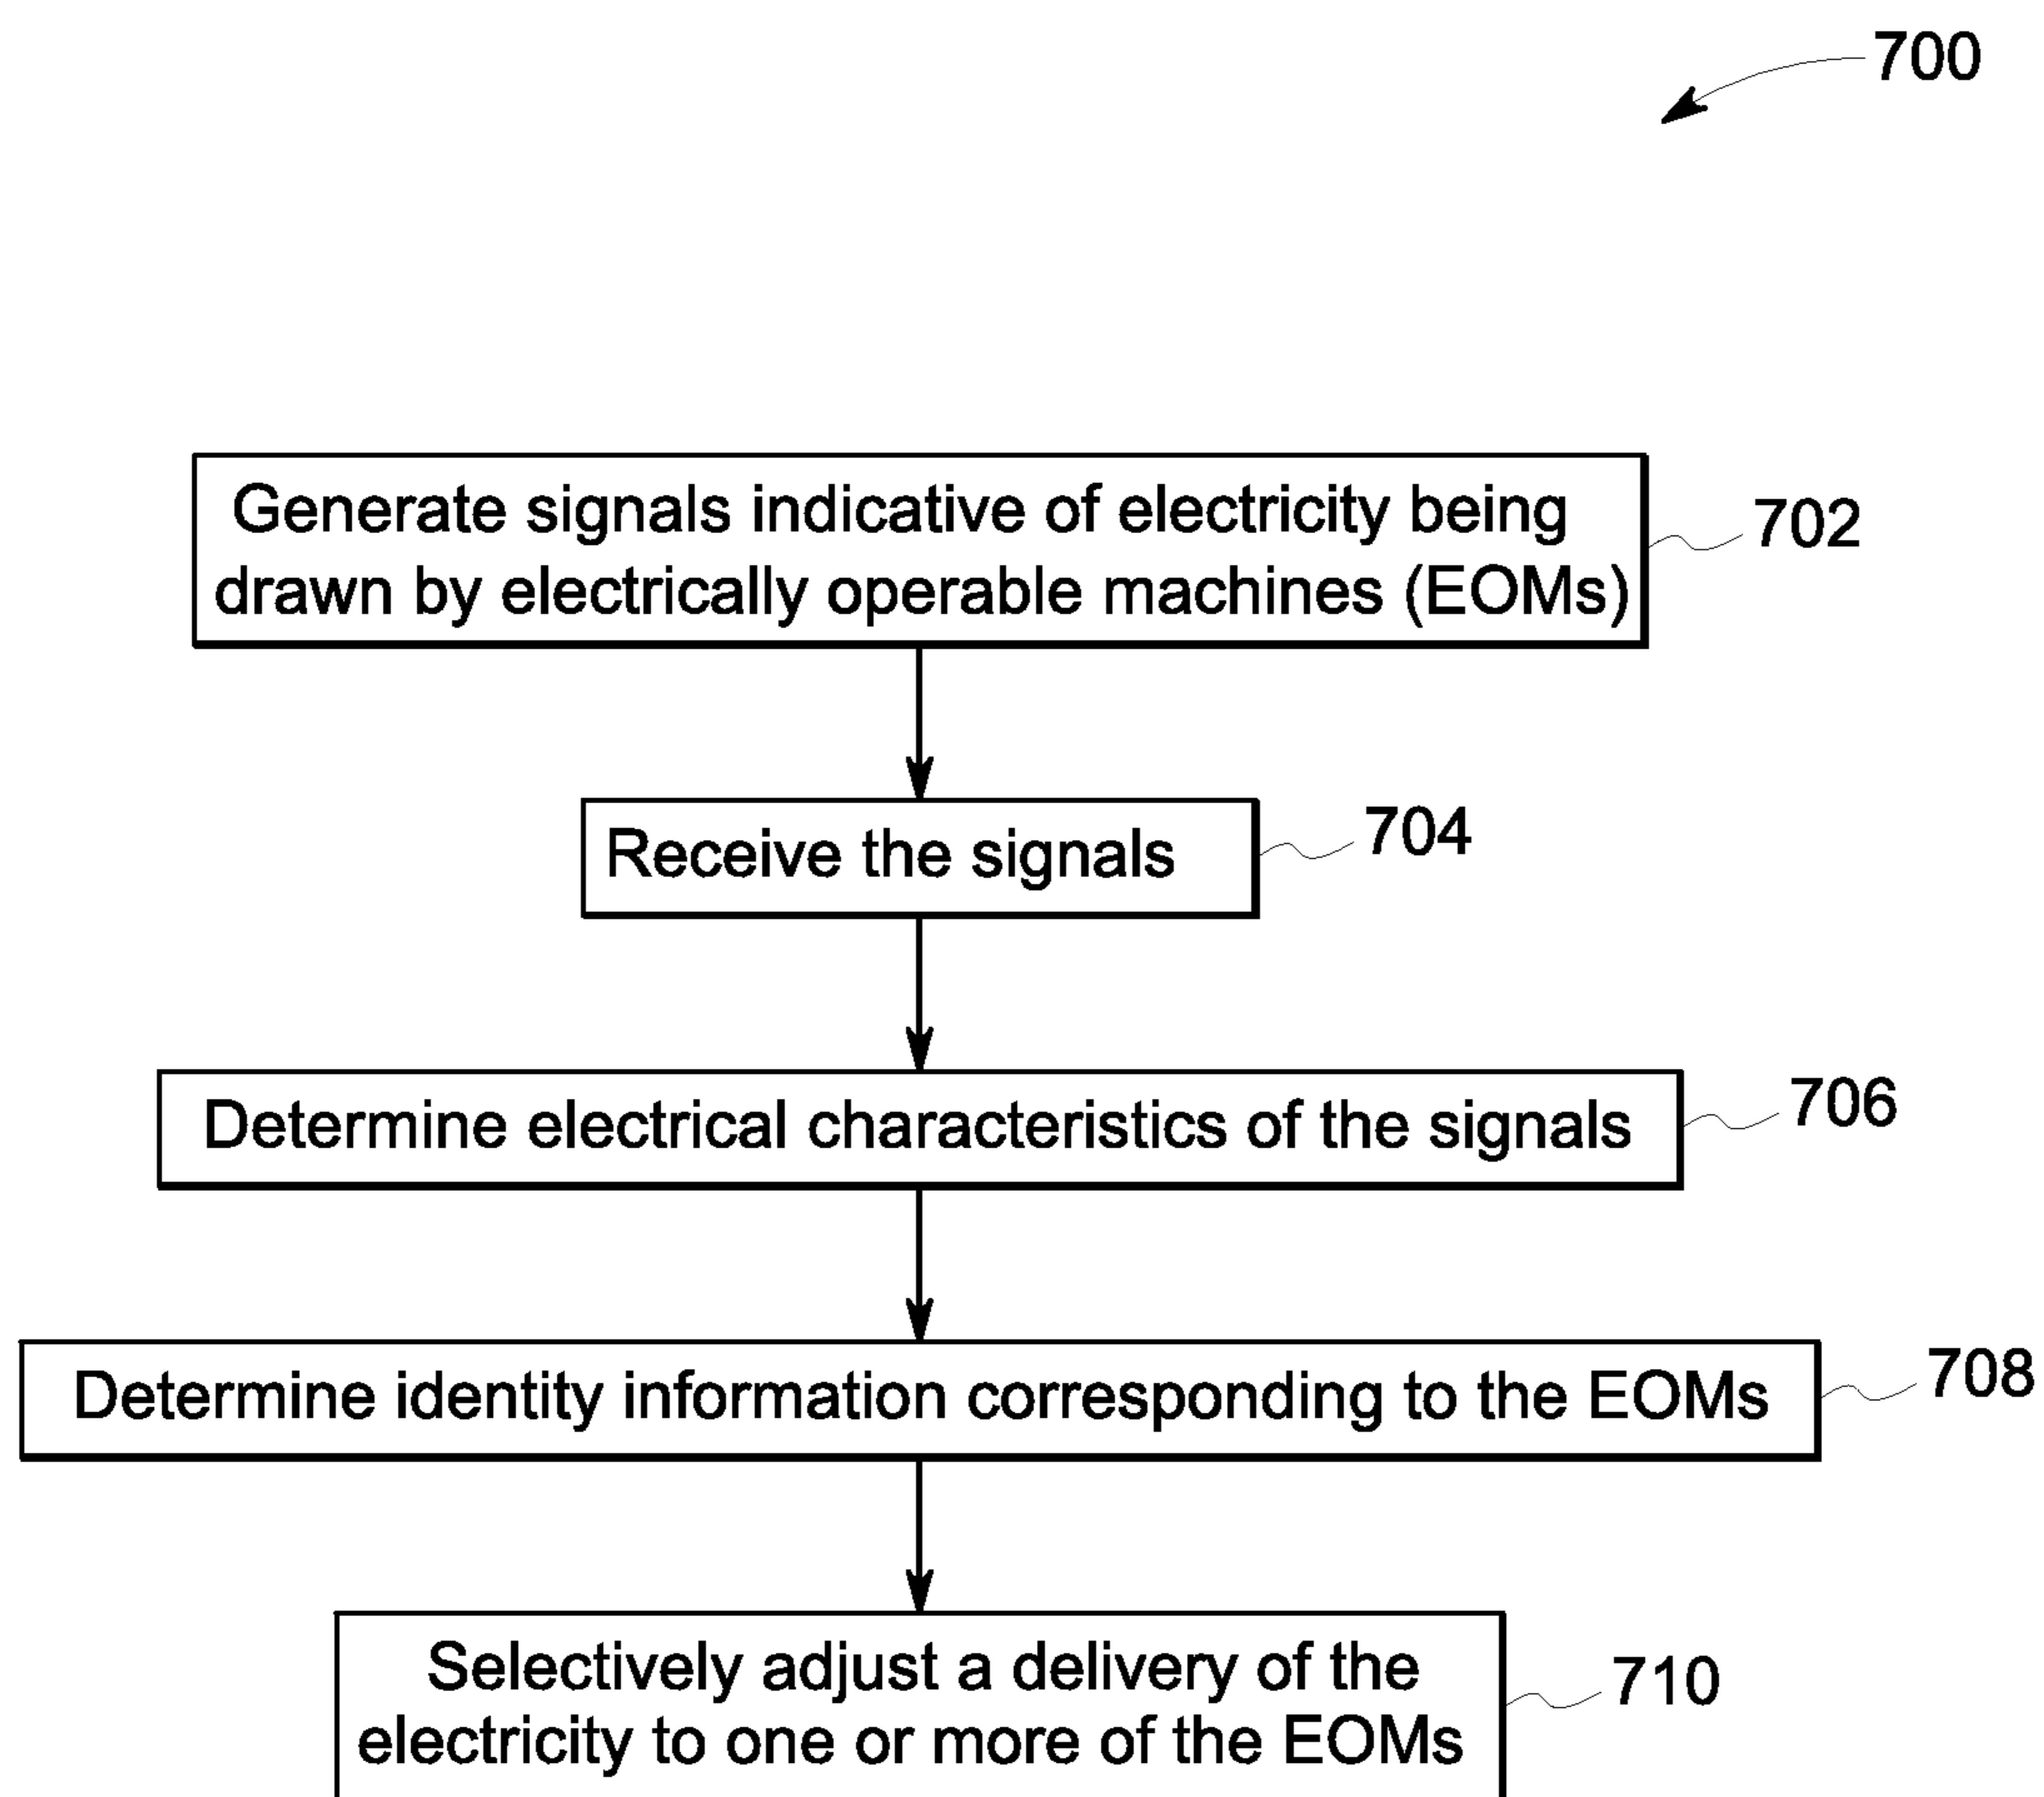 700
Generate signals indicative of electricity being
drawn by electrically operable machines (EOMs)
702
Receive the signals
704
Determine electrical characteristics of the signals
706
Determine identity information corresponding to the EOMs
708
Selectively adjust a delivery of the
electricity to one or more of the EOMs
710